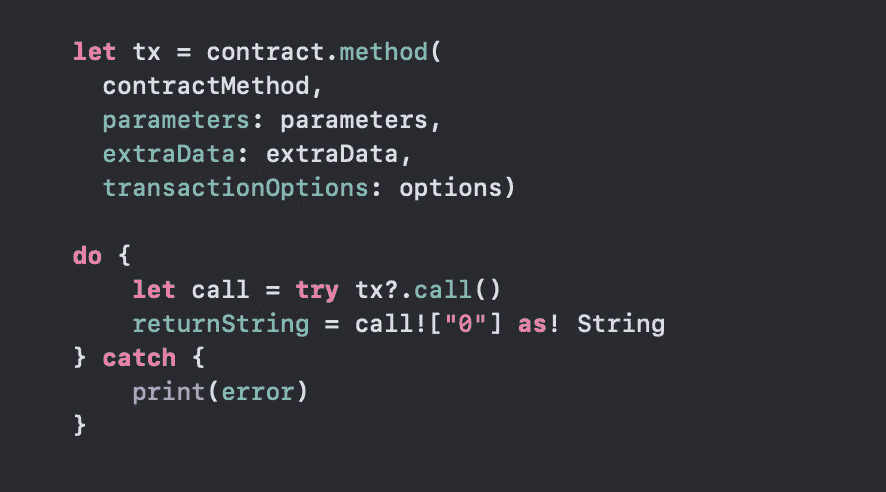 let tx = contract.method(
  contractMethod,
  parameters: parameters,
  extraData: extraData,
  transactionOptions: options)

do {
    let call = try tx?.call()
    returnString = call!["0"] as! String
} catch {
    print(error)
}